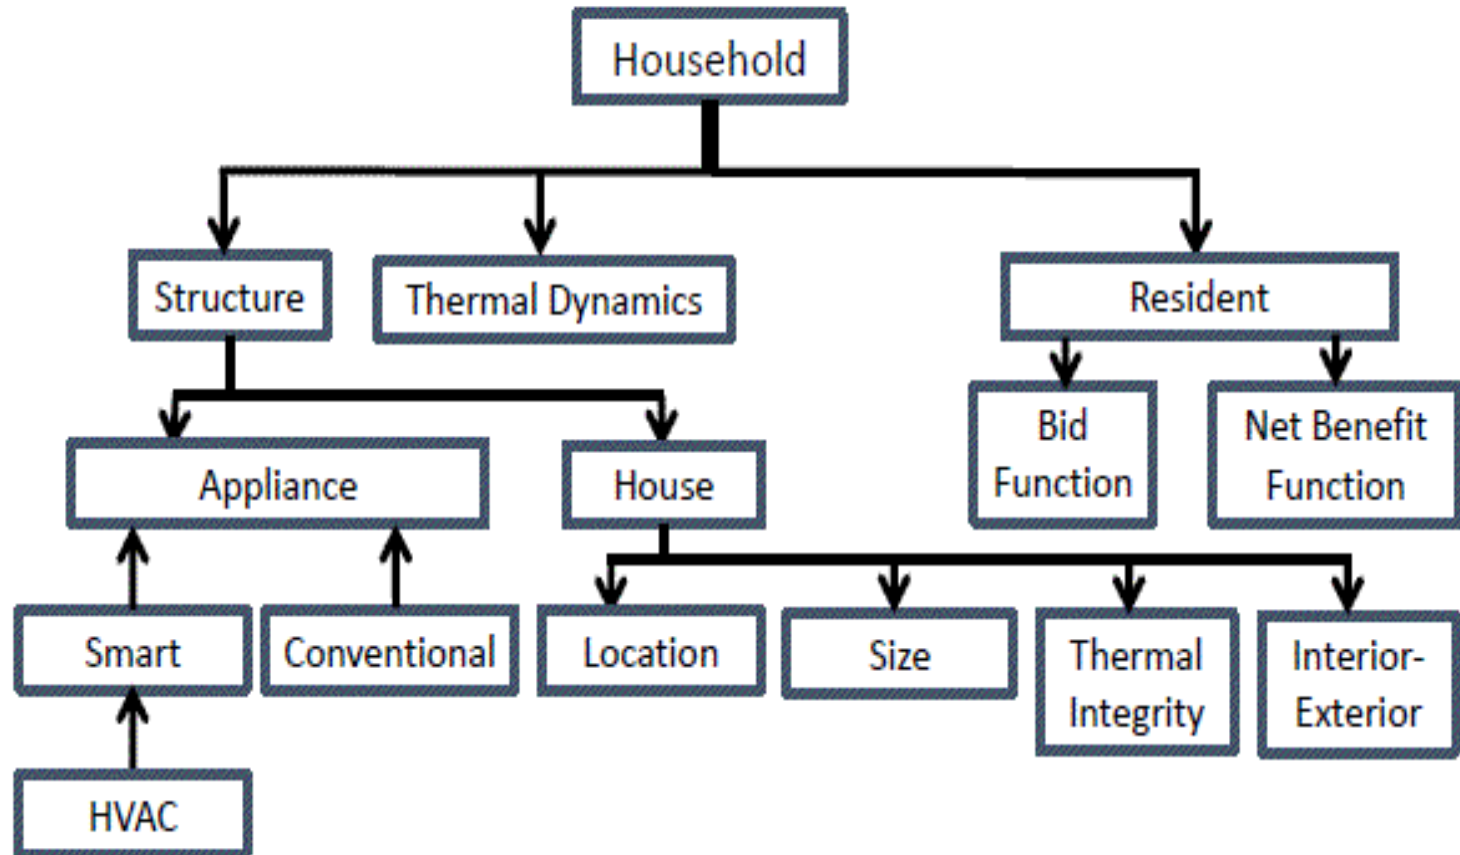 Household
Structure
Thermal Dynamics
Resident
Bid
Function
Net Benefit
Function
Appliance
House
Smart
Conventional
Location
Size
Thermal
Integrity
Interior-
Exterior
HVAC